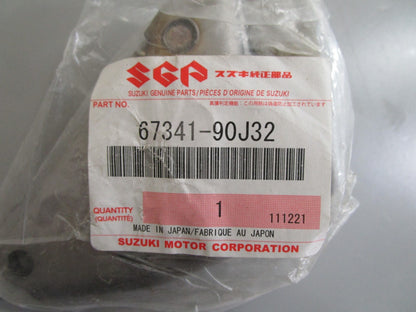 SGP スズキ純正部品
SUZUKI GENUINE PARTS/PIÈCES D'ORIGINE DE SUZUKI
PART NO.
67341-90J32
QUANTITY
(QUANTITÉ)
1
111221
MADE IN JAPAN/FABRIQUE AU JAPON
SUZUKI MOTOR CORPORATION